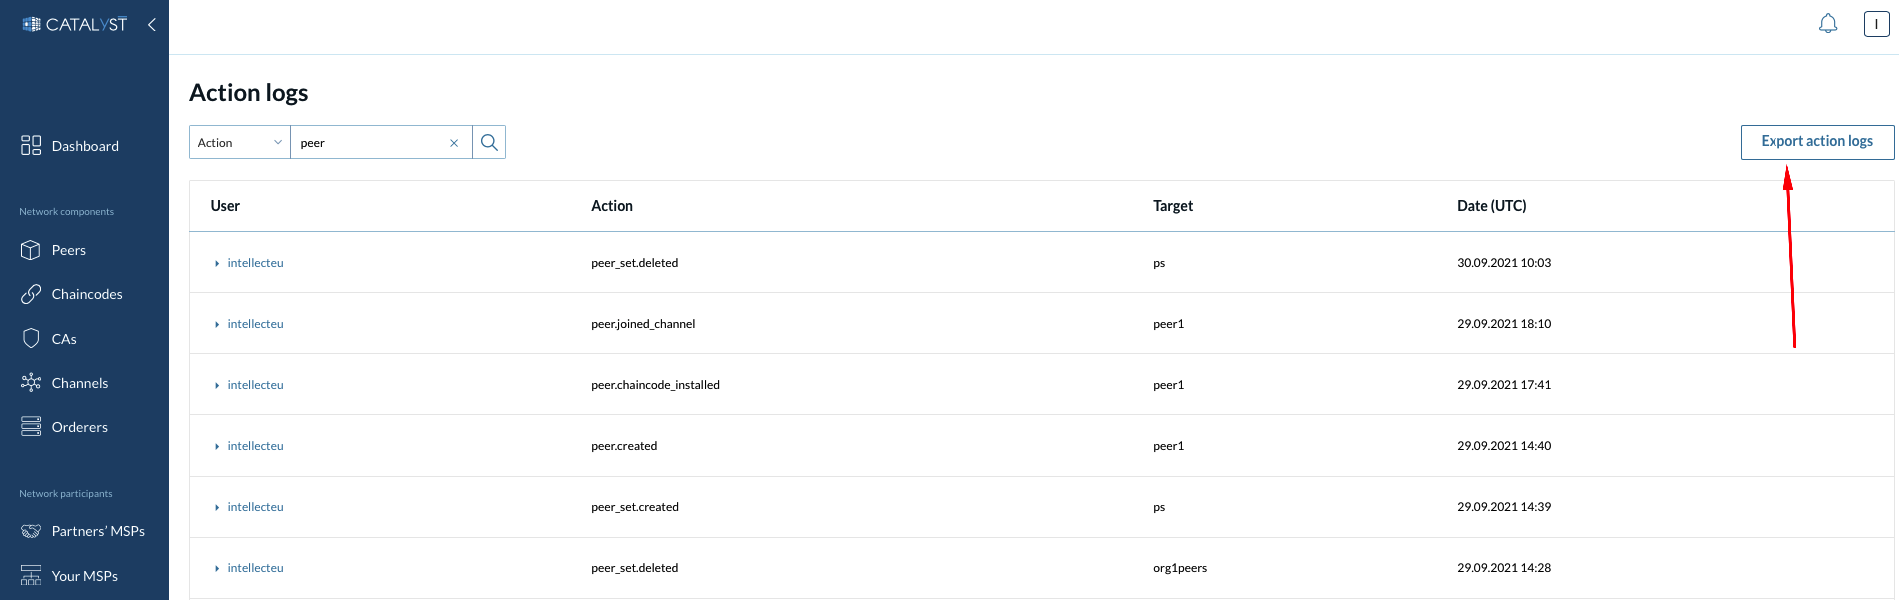 CATALYST
I
Dashboard
Network components
Peers
Chaincodes
CAs
Channels
Orderers
Network participants
Partners' MSPs
Your MSPs
Action logs
Action peer
Export action logs
User Action Target Date (UTC)
intellecteu peer_set.deleted ps 30.09.2021 10:03
intellecteu peer.joined_channel peer1 29.09.2021 18:10
intellecteu peer.chaincode_installed peer1 29.09.2021 17:41
intellecteu peer.created peer1 29.09.2021 14:40
intellecteu peer_set.created ps 29.09.2021 14:39
intellecteu peer_set.deleted org1peers 29.09.2021 14:28